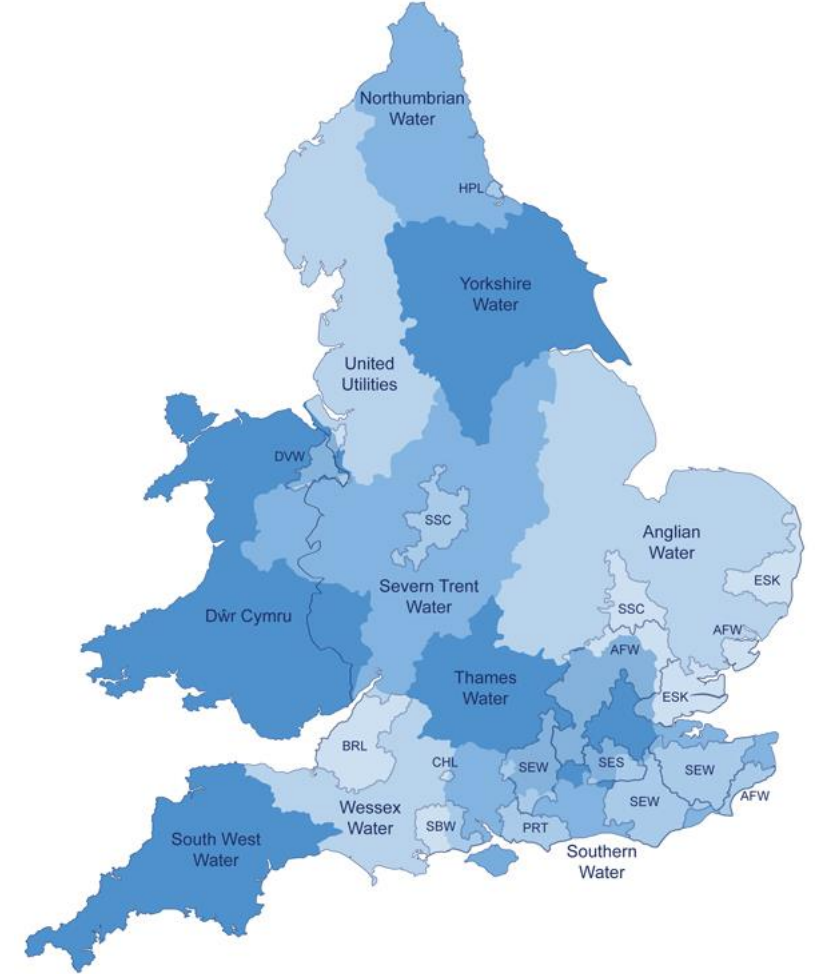 Northumbrian
Water
HPL
Yorkshire
Water
United
Utilities
DVW
SSC
Anglian
Water
ESK
Severn Trent
Water
SSC
Dŵr Cymru
AFW
AFW
Thames
Water
ESK
BRL
CHL
SEW
SES
SEW
AFW
SEW
Wessex
Water
SBW
PRT
South West
Water
Southern
Water